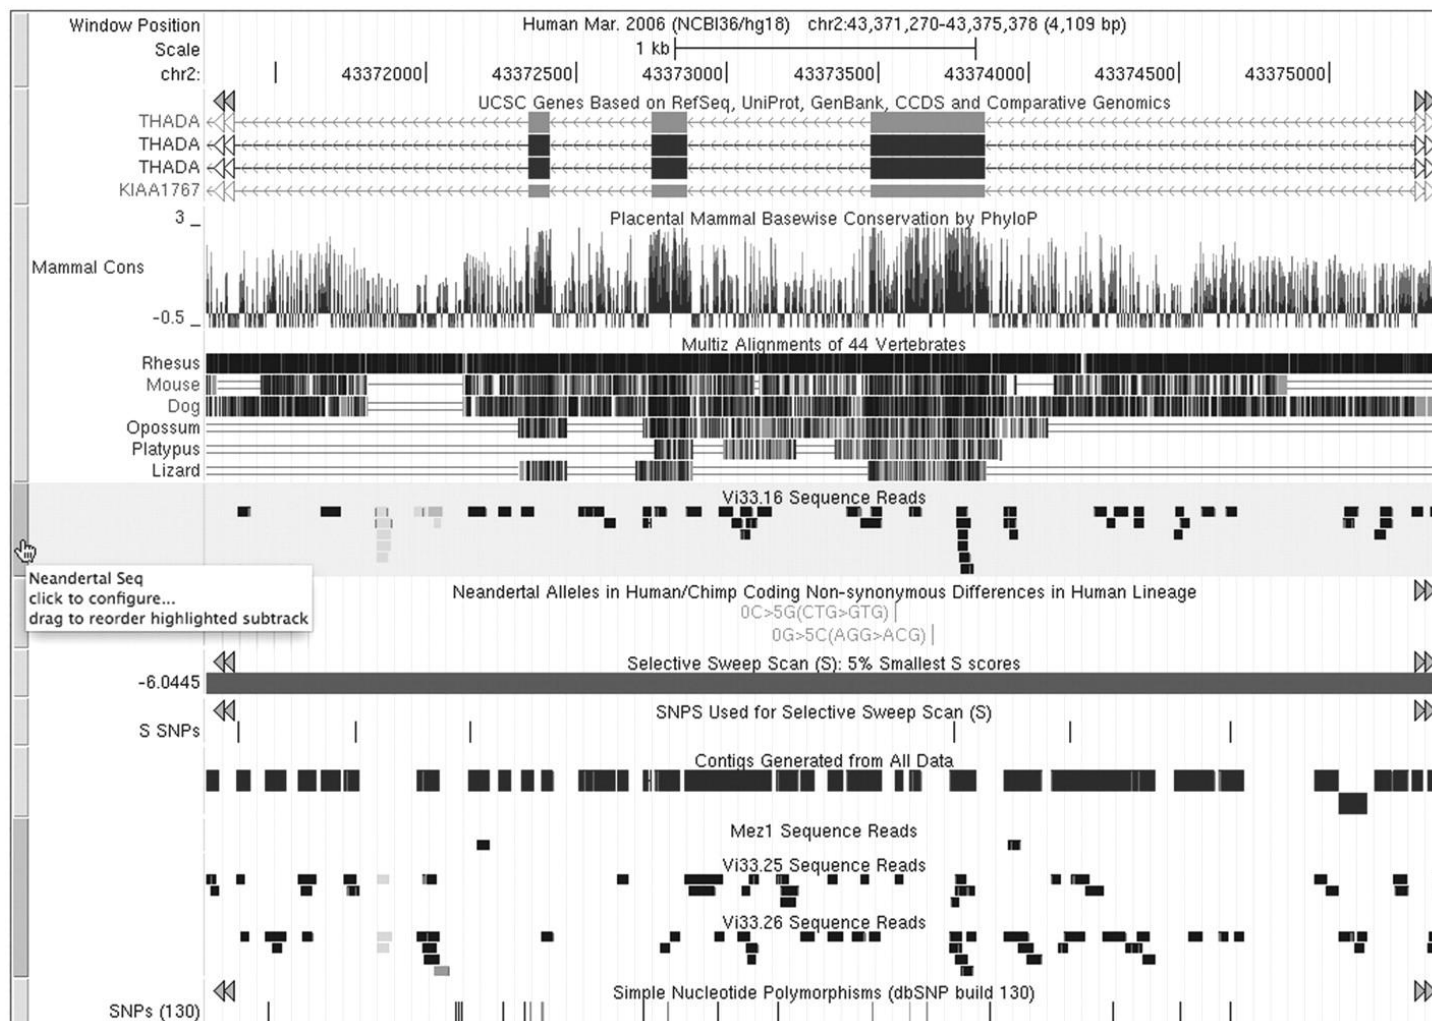 Window Position Human Mar. 2006 (NCBI36/hg18) chr2:43,371,270-43,375,378 (4,109 bp)
Scale 1 kb
chr2: 43372000 43372500 43373000 43373500 43374000 43374500 43375000
UCSC Genes Based on RefSeq, UniProt, GenBank, CCDS and Comparative Genomics
THADA
THADA
THADA
KIAA1767
Placental Mammal Basewise Conservation by PhyloP
3
Mammal Cons
-0.5
Multiz Alignments of 44 Vertebrates
Rhesus
Mouse
Dog
Opossum
Platypus
Lizard
Vi33.16 Sequence Reads
Neandertal Seq
click to configure...
drag to reorder highlighted subtrack
Neandertal Alleles in Human/Chimp Coding Non-synonymous Differences in Human Lineage
0C>5G(CTG>GTG)
0G>5C(AGG>ACG)
Selective Sweep Scan (S): 5% Smallest S scores
-6.0445
SNPS Used for Selective Sweep Scan (S)
S SNPs
Contigs Generated from All Data
Mez1 Sequence Reads
Vi33.25 Sequence Reads
Vi33.26 Sequence Reads
Simple Nucleotide Polymorphisms (dbSNP build 130)
SNPs (130)